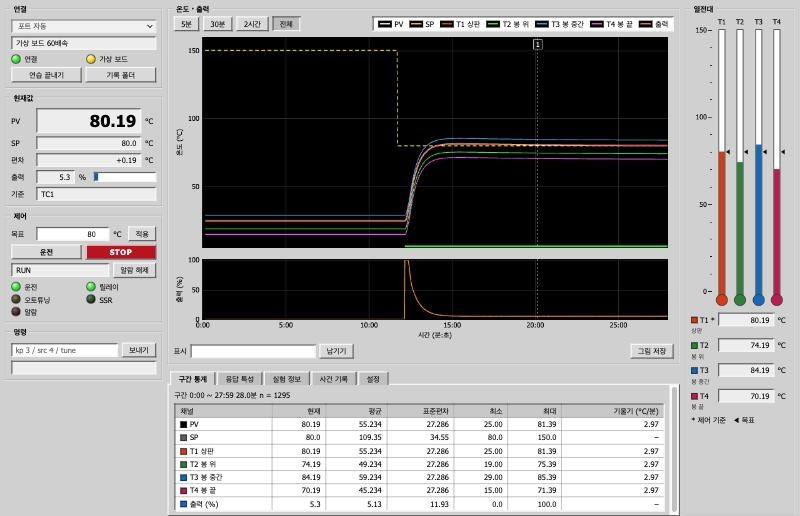 연결
포트 자동
가상 보드 60배속
연결
가상 보드
연습 끝내기
기록 폴더
현재값
PV 80.19 °C
SP 80.0 °C
편차 +0.19 °C
출력 5.3 %
기준 TC1
제어
목표 80 °C 적용
운전 STOP
RUN 알람 해제
운전 릴레이
오토튜닝 SSR
알람
명령
kp 3 / src 4 / tune 보내기
온도·출력
5분 30분 2시간 전체
PV SP T1 상판 T2 봉 위 T3 봉 중간 T4 봉 끝 출력
1
온도 (°C)
150
100
50
출력 (%)
100
50
0
0:00 5:00 10:00 15:00 20:00 25:00
시간 (분:초)
표시 남기기 그림 저장
구간 통계 응답 특성 실험 정보 사건 기록 설정
구간 0:00 ~ 27:59 28.0분 n = 1295
채널 현재 평균 표준편차 최소 최대 기울기 (°C/분)
PV 80.19 55.234 27.286 25.00 81.39 2.97
SP 80.0 109.35 34.55 80.0 150.0 –
T1 상판 80.19 55.234 27.286 25.00 81.39 2.97
T2 봉 위 74.19 49.234 27.286 19.00 75.39 2.97
T3 봉 중간 84.19 59.234 27.286 29.00 85.39 2.97
T4 봉 끝 70.19 45.234 27.286 15.00 71.39 2.97
출력 (%) 5.3 5.13 11.93 0.0 100.0 –
열전대
T1 T2 T3 T4
150
100
50
0
T1 * 80.19 °C
상판
T2 74.19 °C
봉 위
T3 84.19 °C
봉 중간
T4 70.19 °C
봉 끝
* 제어 기준 ◀ 목표